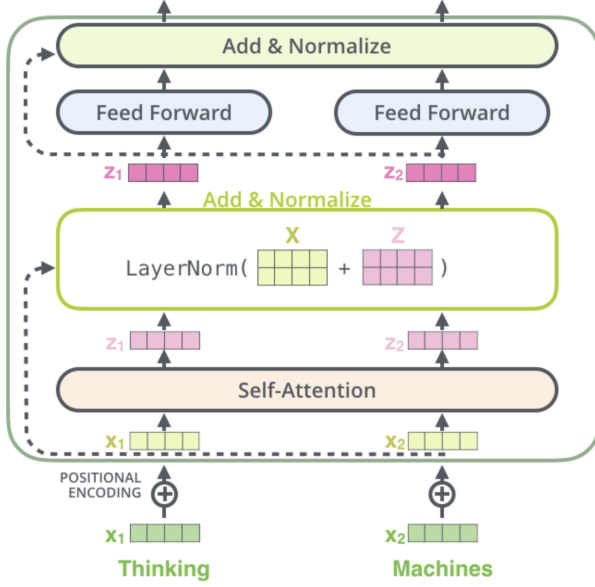 Add & Normalize
Feed Forward Feed Forward
z1 z2
Add & Normalize
X Z
LayerNorm( + )
z1 z2
Self-Attention
x1 x2
POSITIONAL
ENCODING
x1 x2
Thinking Machines